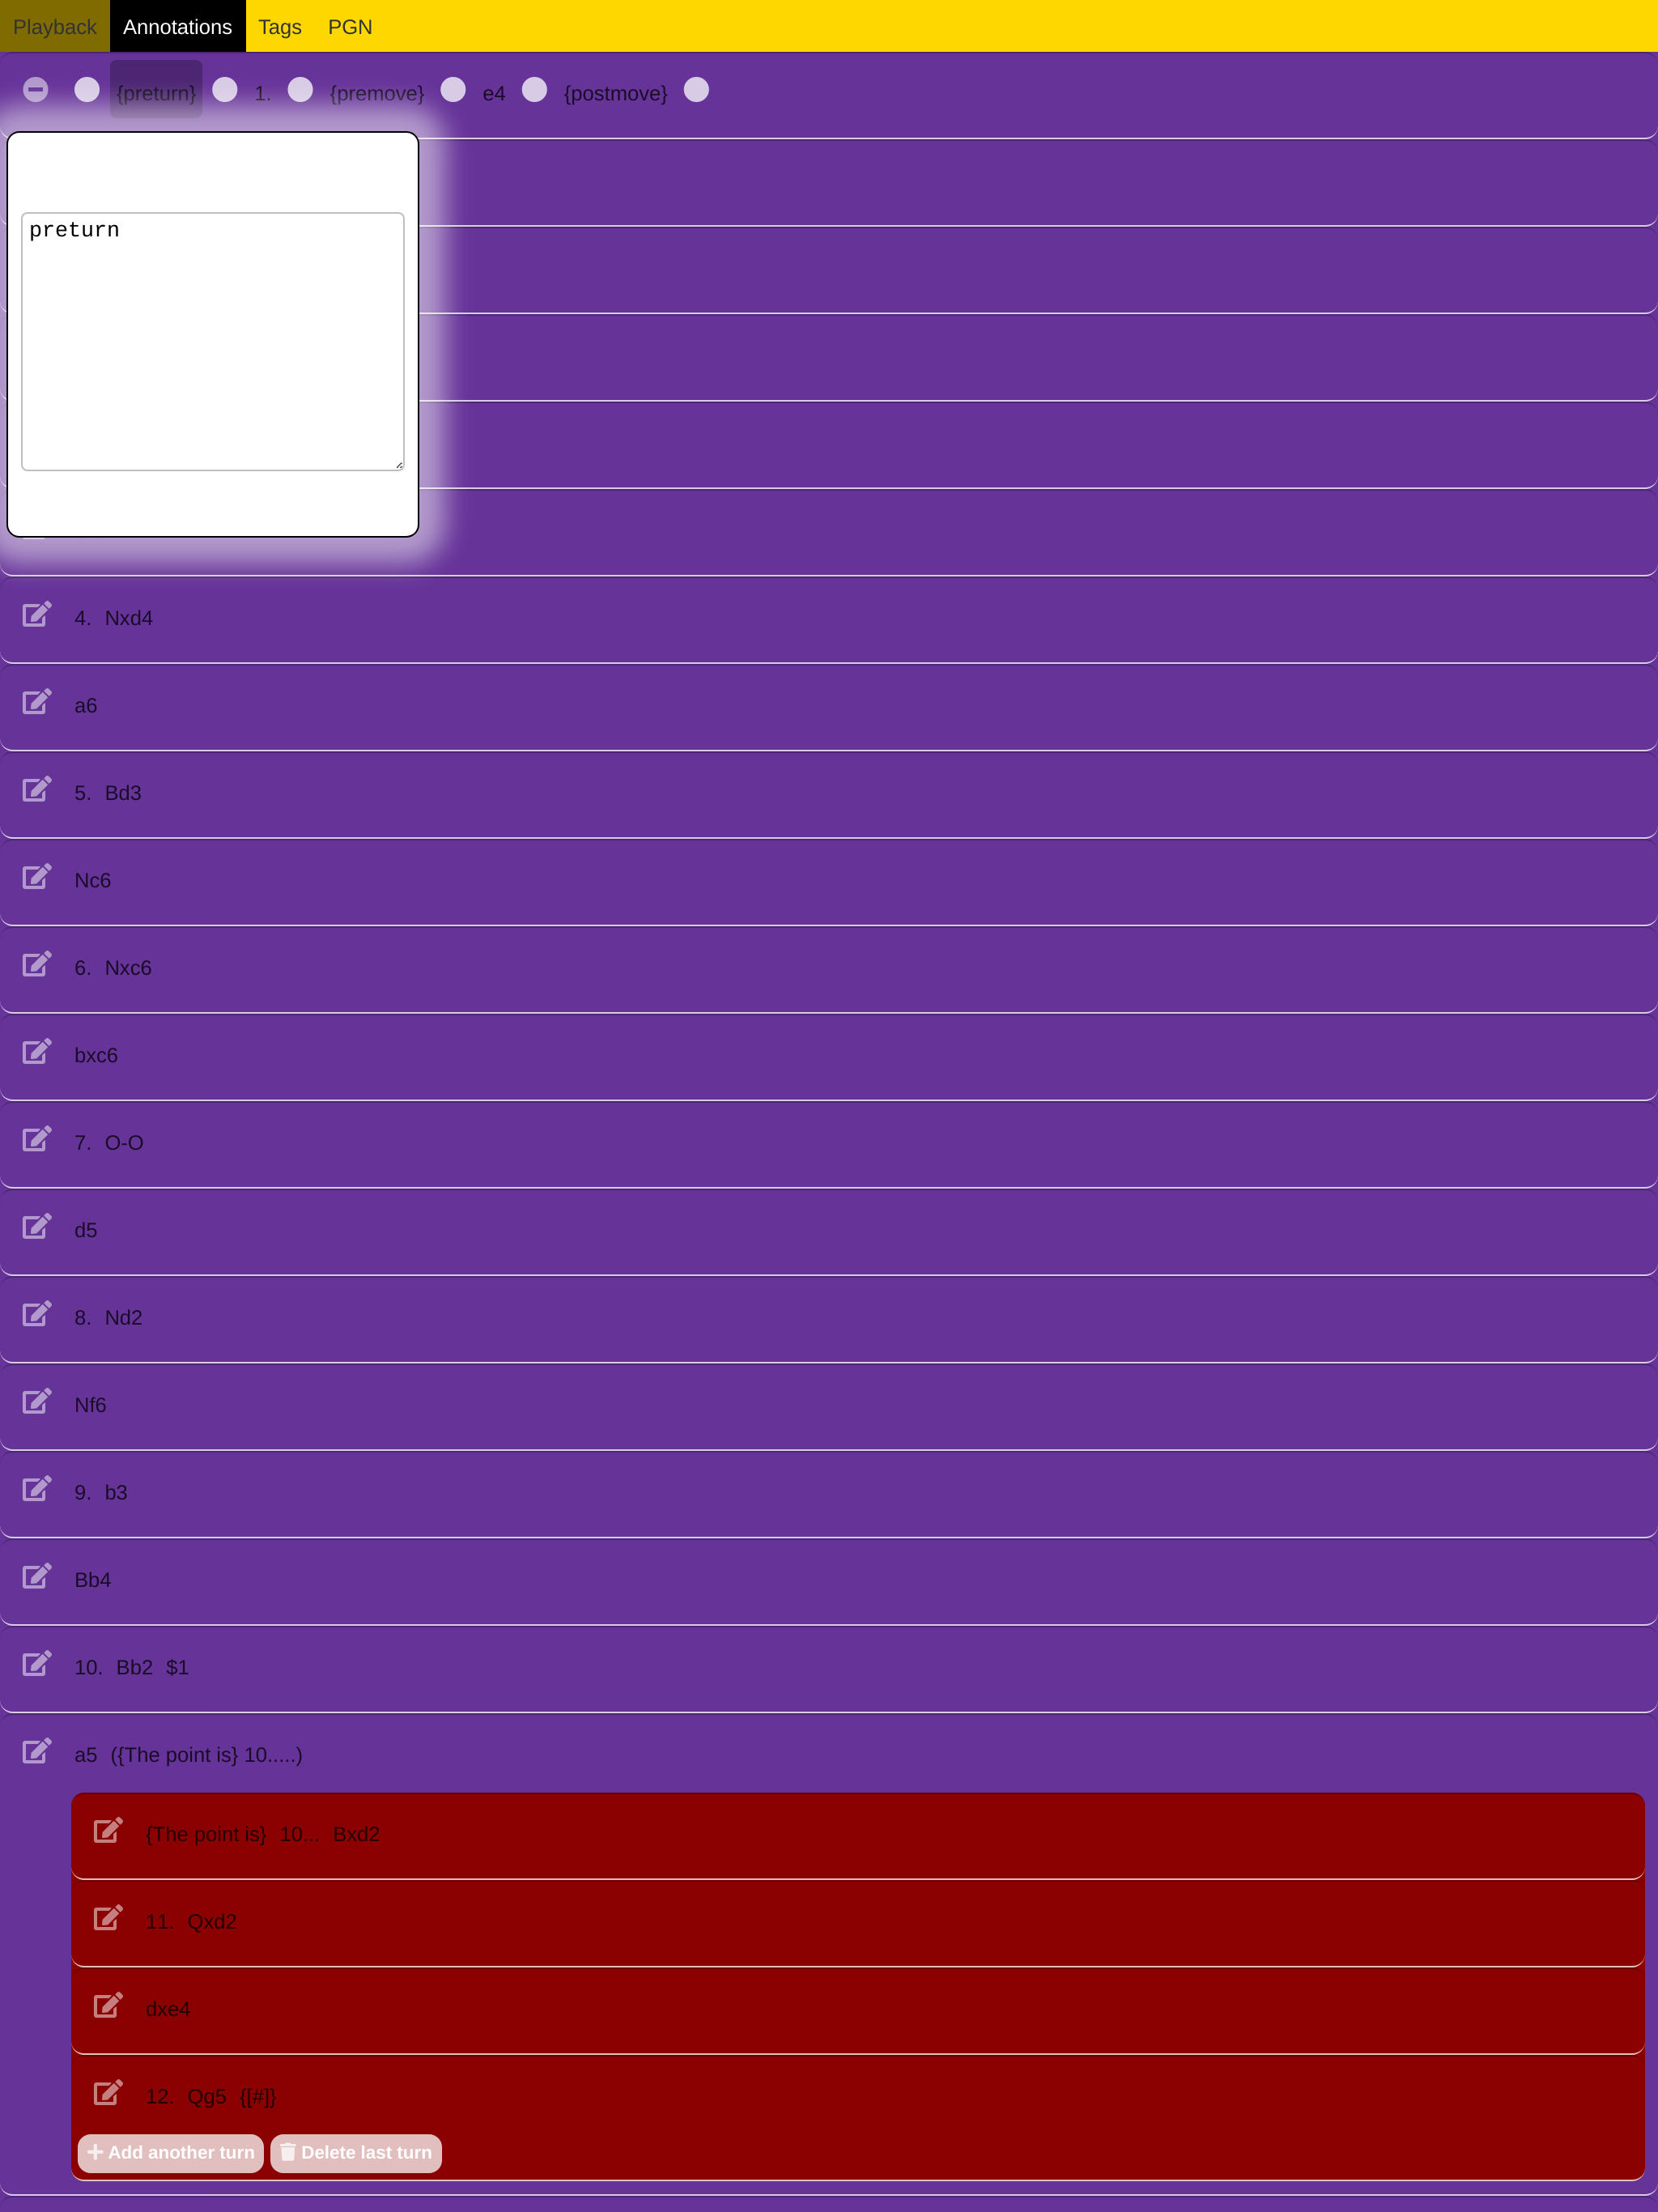 Playback Annotations Tags PGN
{preturn} 1. {premove} e4 {postmove}
preturn
4. Nxd4
a6
5. Bd3
Nc6
6. Nxc6
bxc6
7. O-O
d5
8. Nd2
Nf6
9. b3
Bb4
10. Bb2 $1
a5 ({The point is} 10.....)
{The point is} 10... Bxd2
11. Qxd2
dxe4
12. Qg5 {[#]}
Add another turn Delete last turn